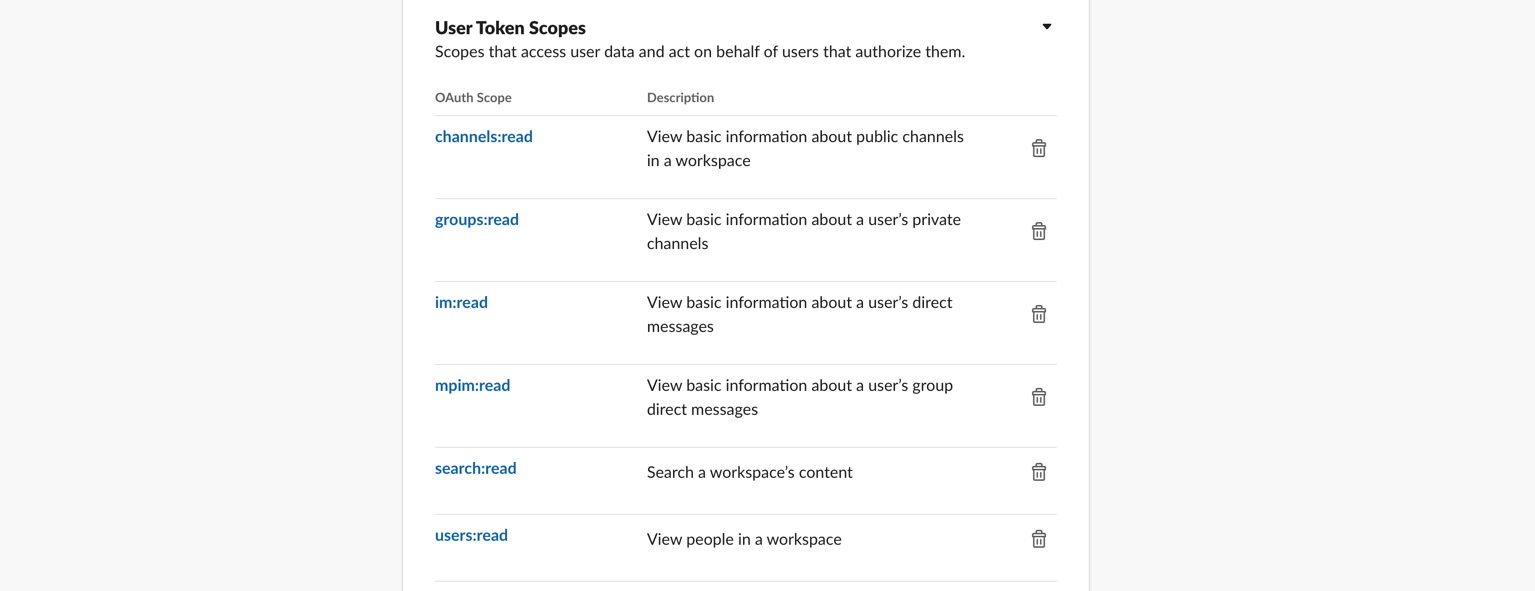 User Token Scopes
Scopes that access user data and act on behalf of users that authorize them.
OAuth Scope Description
channels:read View basic information about public channels
in a workspace
groups:read View basic information about a user’s private
channels
im:read View basic information about a user’s direct
messages
mpim:read View basic information about a user’s group
direct messages
search:read Search a workspace’s content
users:read View people in a workspace